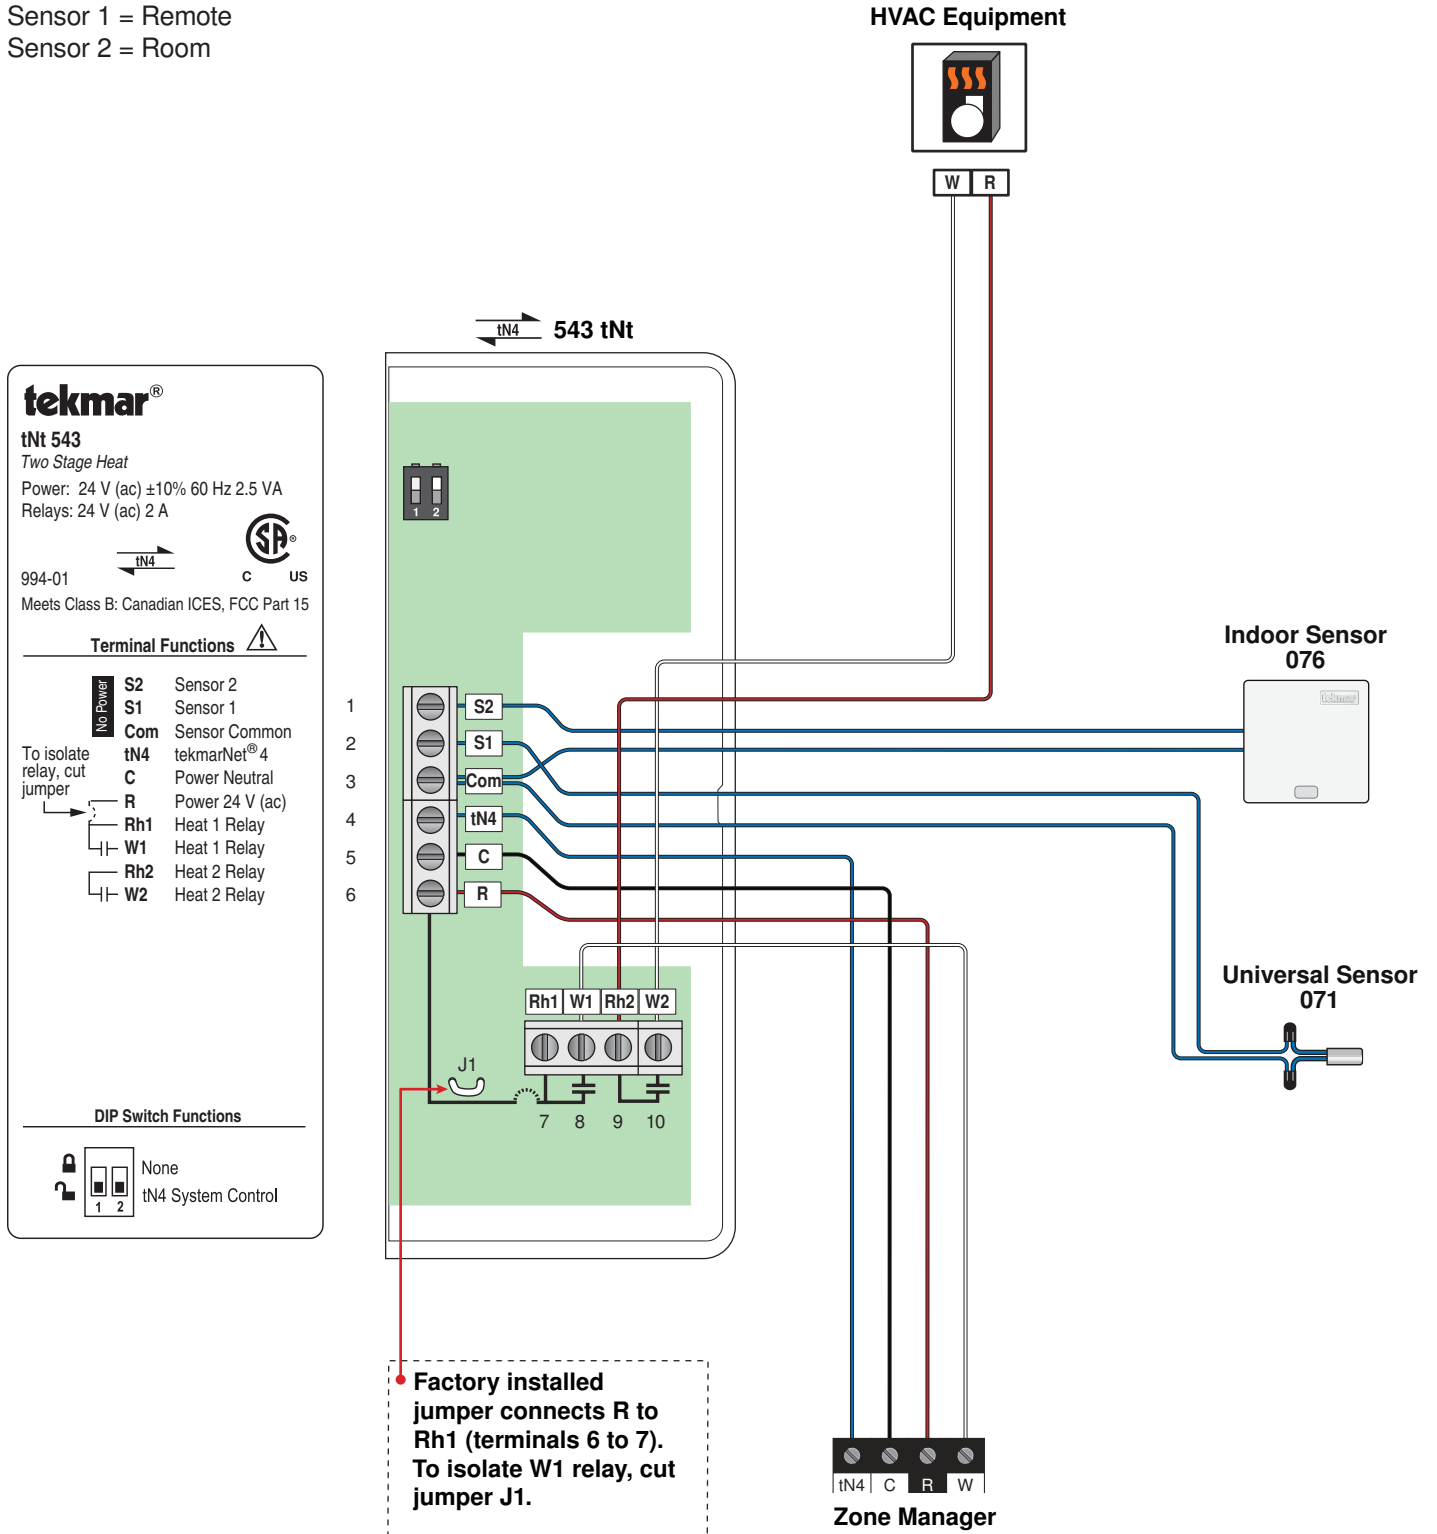 Sensor 1 = Remote
Sensor 2 = Room
HVAC Equipment
W R
tN4 543 tNt
tekmar®
tNt 543
Two Stage Heat
Power: 24 V (ac) ±10% 60 Hz 2.5 VA
Relays: 24 V (ac) 2 A
SA®
C US
tN4
994-01
Meets Class B: Canadian ICES, FCC Part 15
Terminal Functions
No Power
S2 Sensor 2
S1 Sensor 1
Com Sensor Common
tN4 tekmarNet®4
C Power Neutral
R Power 24 V (ac)
Rh1 Heat 1 Relay
W1 Heat 1 Relay
Rh2 Heat 2 Relay
W2 Heat 2 Relay
To isolate
relay, cut
jumper
DIP Switch Functions
None
tN4 System Control
1 2
1 2
1 S2
2 S1
3 Com
4 tN4
5 C
6 R
Indoor Sensor
076
tekmar
Universal Sensor
071
Rh1 W1 Rh2 W2
J1
7 8 9 10
Factory installed
jumper connects R to
Rh1 (terminals 6 to 7).
To isolate W1 relay, cut
jumper J1.
tN4 C R W
Zone Manager